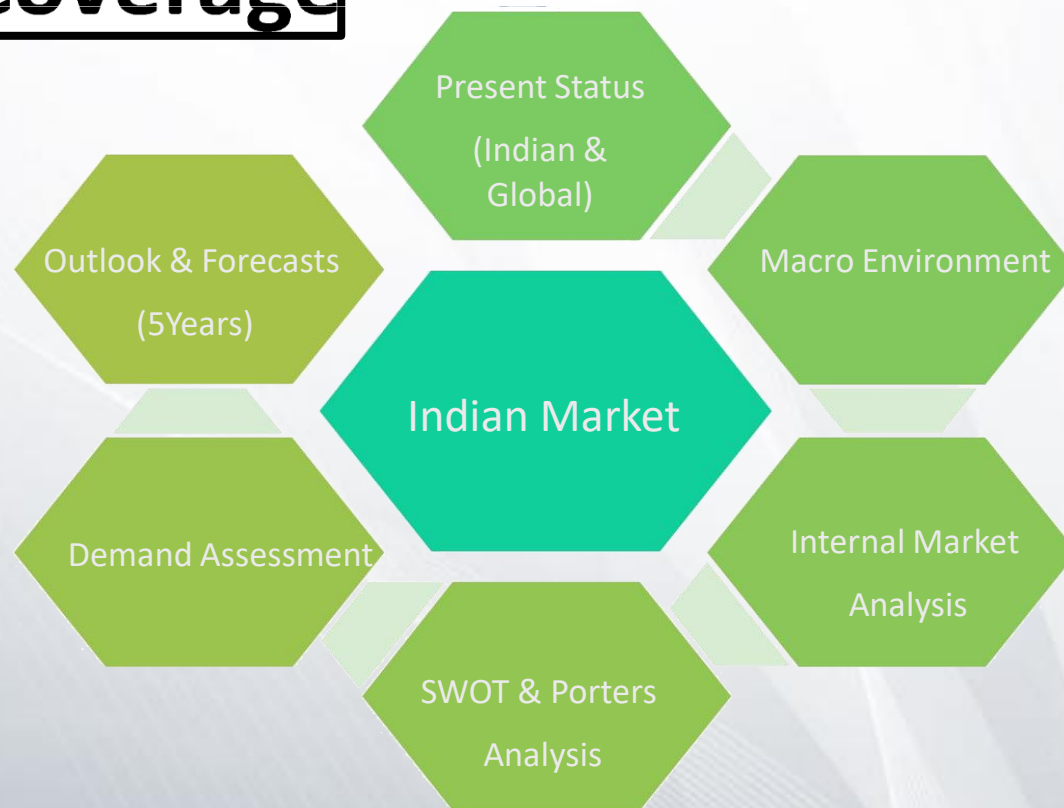 Coverage
Present Status
(Indian &
Global)
Macro Environment
Outlook & Forecasts
(5Years)
Indian Market
Internal Market
Analysis
Demand Assessment
SWOT & Porters
Analysis